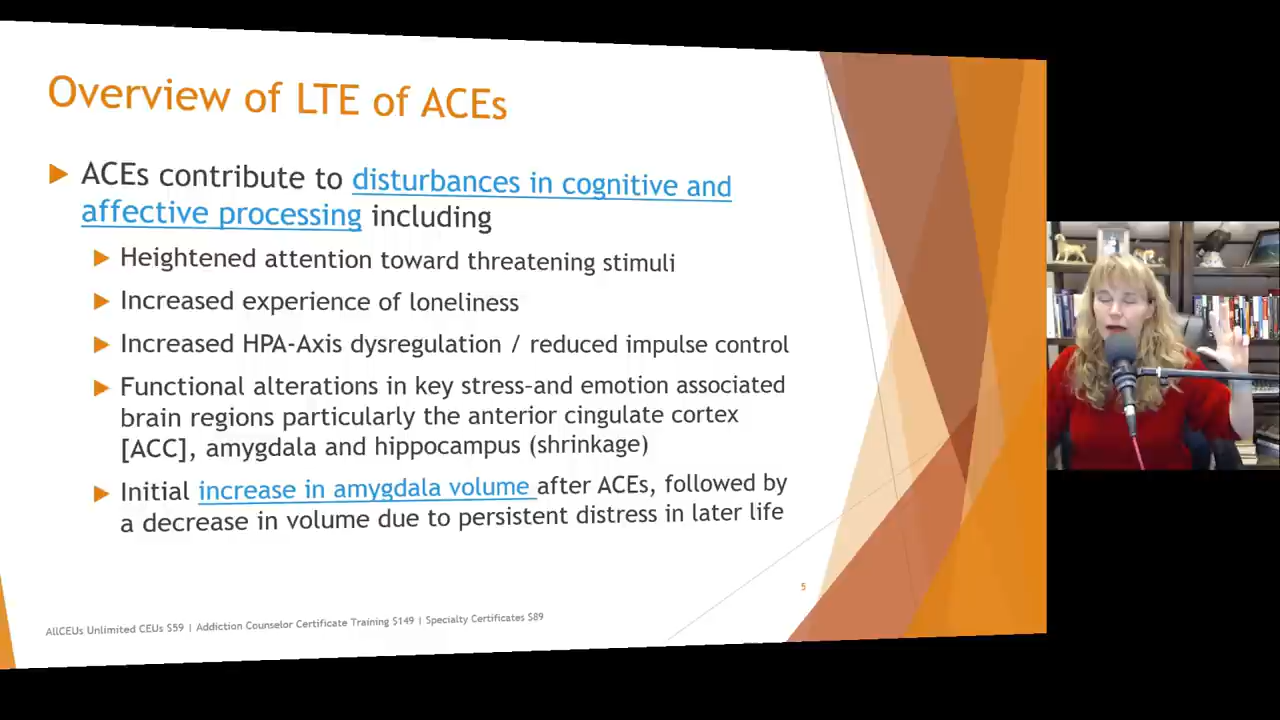 Overview of LTE of ACEs
ACEs contribute to disturbances in cognitive and
affective processing including
Heightened attention toward threatening stimuli
Increased experience of loneliness
Increased HPA-Axis dysregulation / reduced impulse control
Functional alterations in key stress-and emotion associated
brain regions particularly the anterior cingulate cortex
[ACC], amygdala and hippocampus (shrinkage)
Initial increase in amygdala volume after ACEs, followed by
a decrease in volume due to persistent distress in later life
5
AllCEUs Unlimited CEUs $59 | Addiction Counselor Certificate Training $149 | Specialty Certificates $89